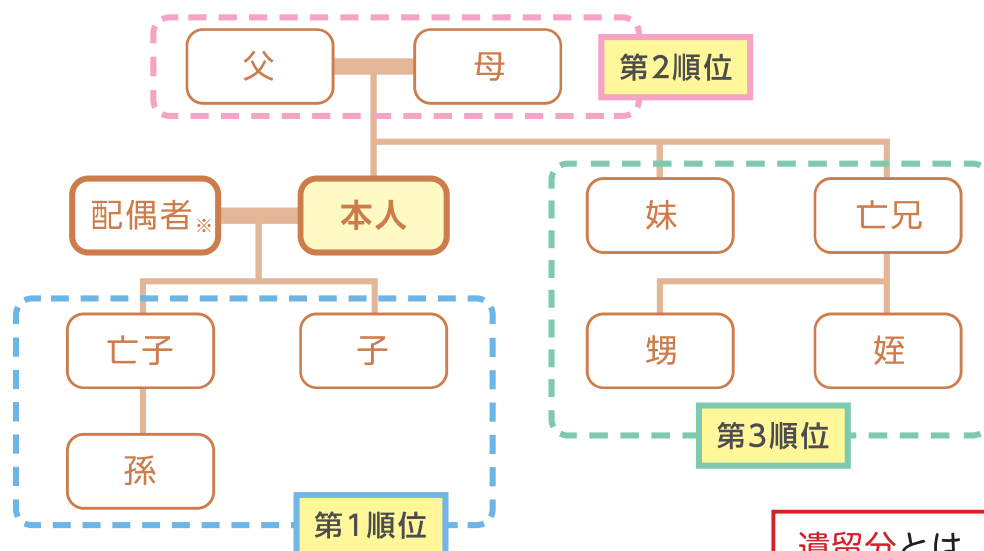 父
母
第2順位
配偶者※
本人
妹
亡兄
亡子
子
甥
姪
孫
第3順位
第1順位
遺留分とは